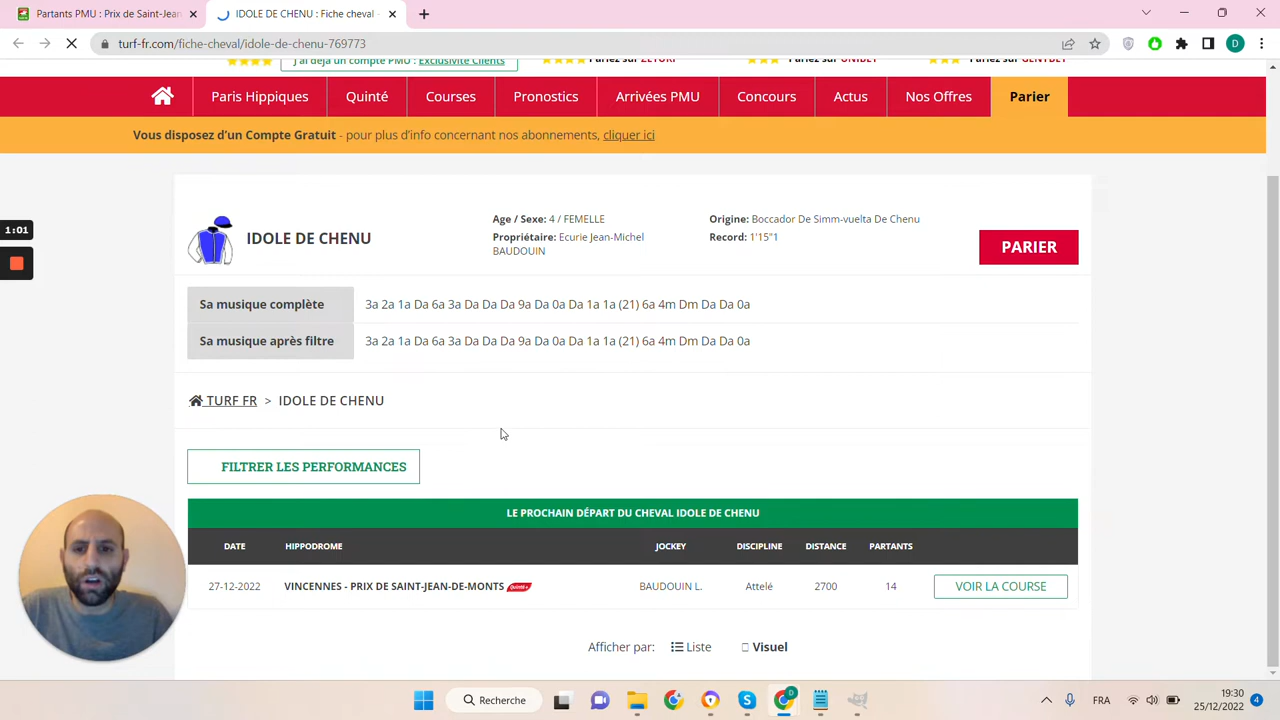 Partants PMU : Prix de Saint-Jean
IDOLE DE CHENU : Fiche cheval -
turf-fr.com/fiche-cheval/idole-de-chenu-769773
J'ai déjà un compte PMU : Exclusivité Clients
Pariez sur ZETURF
Pariez sur UNIBET
Pariez sur GENYBET
Paris Hippiques
Quinté
Courses
Pronostics
Arrivées PMU
Concours
Actus
Nos Offres
Parier
Vous disposez d'un Compte Gratuit - pour plus d'info concernant nos abonnements, cliquer ici
1:01
IDOLE DE CHENU
Age / Sexe: 4 / FEMELLE
Propriétaire: Ecurie Jean-Michel
BAUDOUIN
Origine: Boccador De Simm-vuelta De Chenu
Record: 1'15"1
PARIER
Sa musique complète
3a 2a 1a Da 6a 3a Da Da Da 9a Da 0a Da 1a 1a (21) 6a 4m Dm Da Da 0a
Sa musique après filtre
3a 2a 1a Da 6a 3a Da Da Da 9a Da 0a Da 1a 1a (21) 6a 4m Dm Da Da 0a
TURF FR > IDOLE DE CHENU
FILTRER LES PERFORMANCES
LE PROCHAIN DÉPART DU CHEVAL IDOLE DE CHENU
DATE HIPPODROME JOCKEY DISCIPLINE DISTANCE PARTANTS
27-12-2022 VINCENNES - PRIX DE SAINT-JEAN-DE-MONTS Quinté+ BAUDOUIN L. Attelé 2700 14 VOIR LA COURSE
Afficher par: Liste Visuel
Recherche
FRA
19:30
25/12/2022
4